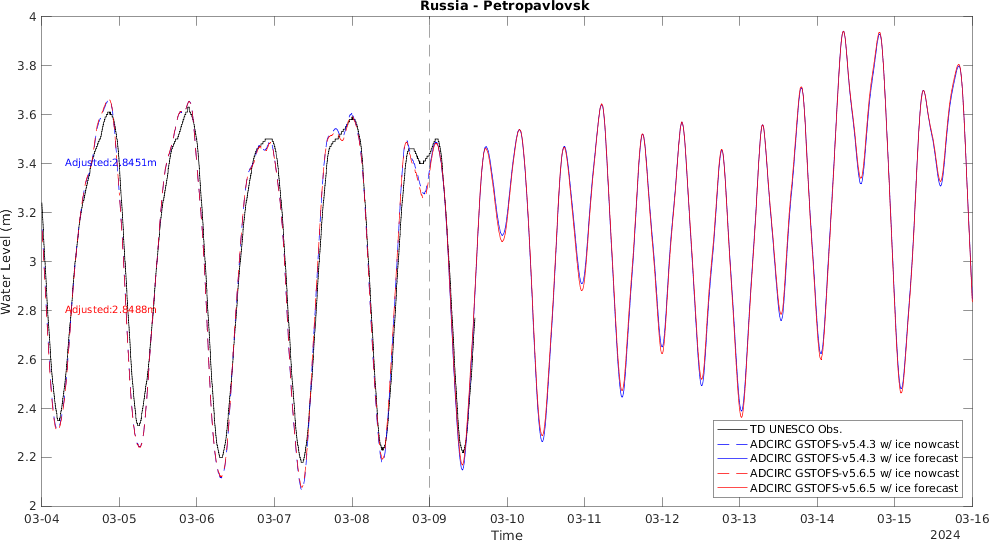 Russia - Petropavlovsk
4
3.8
3.6
3.4
3.2
3
2.8
2.6
2.4
2.2
2
Water Level (m)
Adjusted:2.8451m
Adjusted:2.8488m
TD UNESCO Obs.
ADCIRC GSTOFS-v5.4.3 w/ ice nowcast
ADCIRC GSTOFS-v5.4.3 w/ ice forecast
ADCIRC GSTOFS-v5.6.5 w/ ice nowcast
ADCIRC GSTOFS-v5.6.5 w/ ice forecast
03-04 03-05 03-06 03-07 03-08 03-09 03-10 03-11 03-12 03-13 03-14 03-15 03-16
Time
2024